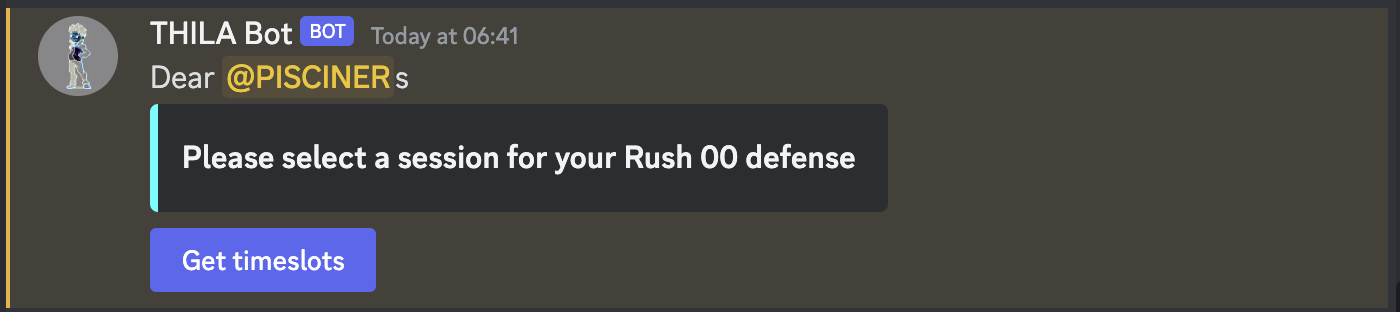 THILA Bot BOT Today at 06:41
Dear @PISCINERs
Please select a session for your Rush 00 defense
Get timeslots